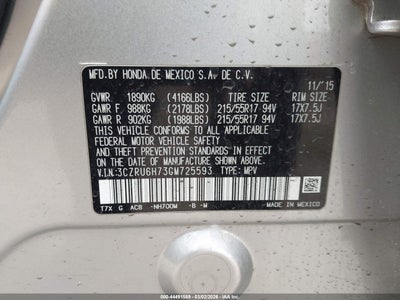 MFD.BY HONDA DE MEXICO S.A. DE C.V.
11/'15
GVWR 1890KG (4166LBS) TIRE SIZE RIM SIZE
GAWR F 988KG (2178LBS) 215/55R17 94V 17X7.5J
GAWR R 902KG (1988LBS) 215/55R17 94V 17X7.5J
THIS VEHICLE CONFORMS TO ALL APPLICABLE
FEDERAL MOTOR VEHICLE SAFETY AND
THEFT PREVENTION STANDARDS IN EFFECT ON
THE DATE OF MANUFACTURE SHOWN ABOVE.
V.I.N:3CZRU6H73GM725593 TYPE: MPV
T7X G AC8 -NH700M -B -M MADE IN MEXICO
000 - 44491589 - 03/02/2026 - IAA